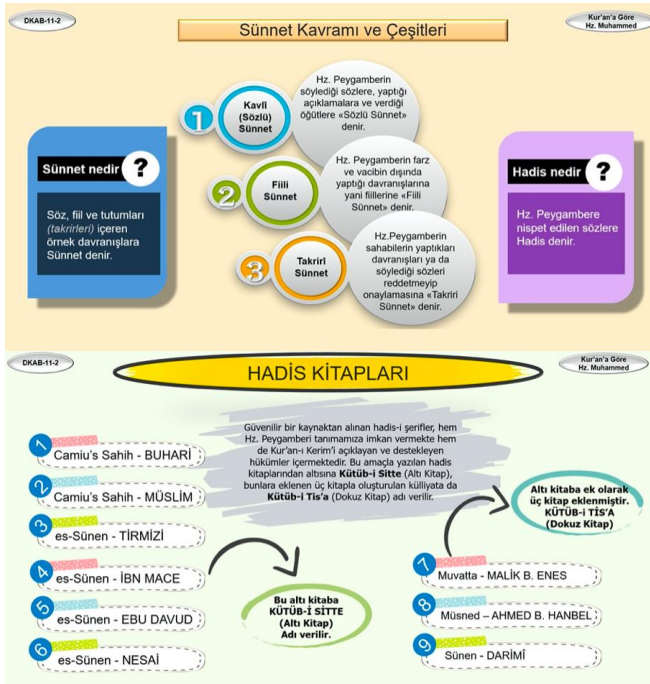 DKAB-11-2
Sünnet Kavramı ve Çeşitleri
Kur'an'a Göre
Hz. Muhammed
Sünnet nedir ?
Söz, fiil ve tutumları
(takrirleri) içeren
örnek davranışlara
Sünnet denir.
1
Kavlî
(Sözlü)
Sünnet
Hz. Peygamberin
söylediği sözlere, yaptığı
açıklamalara ve verdiği
öğütlere «Sözlü Sünnet»
denir.
2
Fiili
Sünnet
Hz. Peygamberin farz
ve vacibin dışında
yaptığı davranışlarına
yani fiillerine «Fiili
Sünnet» denir.
3
Takriri
Sünnet
Hz.Peygamberin
sahabilerin yaptıkları
davranışları ya da
söylediği sözleri
reddetmeyip
onaylamasına «Takriri
Sünnet» denir.
Hadis nedir ?
Hz. Peygambere
nispet edilen sözlere
Hadis denir.
DKAB-11-2
HADİS KİTAPLARI
Kur'an'a Göre
Hz. Muhammed
Güvenilir bir kaynaktan alınan hadis-i şerifler, hem
Hz. Peygamberi tanımamıza imkan vermekte hem
de Kur'an-ı Kerim'i açıklayan ve destekleyen
hükümler içermektedir. Bu amaçla yazılan hadis
kitaplarından altısına Kütüb-i Sitte (Altı Kitap),
bunlara eklenen üç kitapla oluşturulan külliyata da
Kütüb-i Tis'a (Dokuz Kitap) adı verilir.
1
Camiu's Sahih - BUHARİ
2
Camiu's Sahih - MÜSLİM
3
es-Sünen - TİRMİZİ
4
es-Sünen - İBN MACE
5
es-Sünen - EBU DAVUD
6
es-Sünen - NESAİ
Bu altı kitaba
KÜTÜB-İ SİTTE
(Altı Kitap)
Adı verilir.
Altı kitaba ek olarak
üç kitap eklenmiştir.
KÜTÜB-i TİS'A
(Dokuz Kitap)
7
Muvatta - MALİK B. ENES
8
Müsned – AHMED B. HANBEL
9
Sünen - DARİMÎ